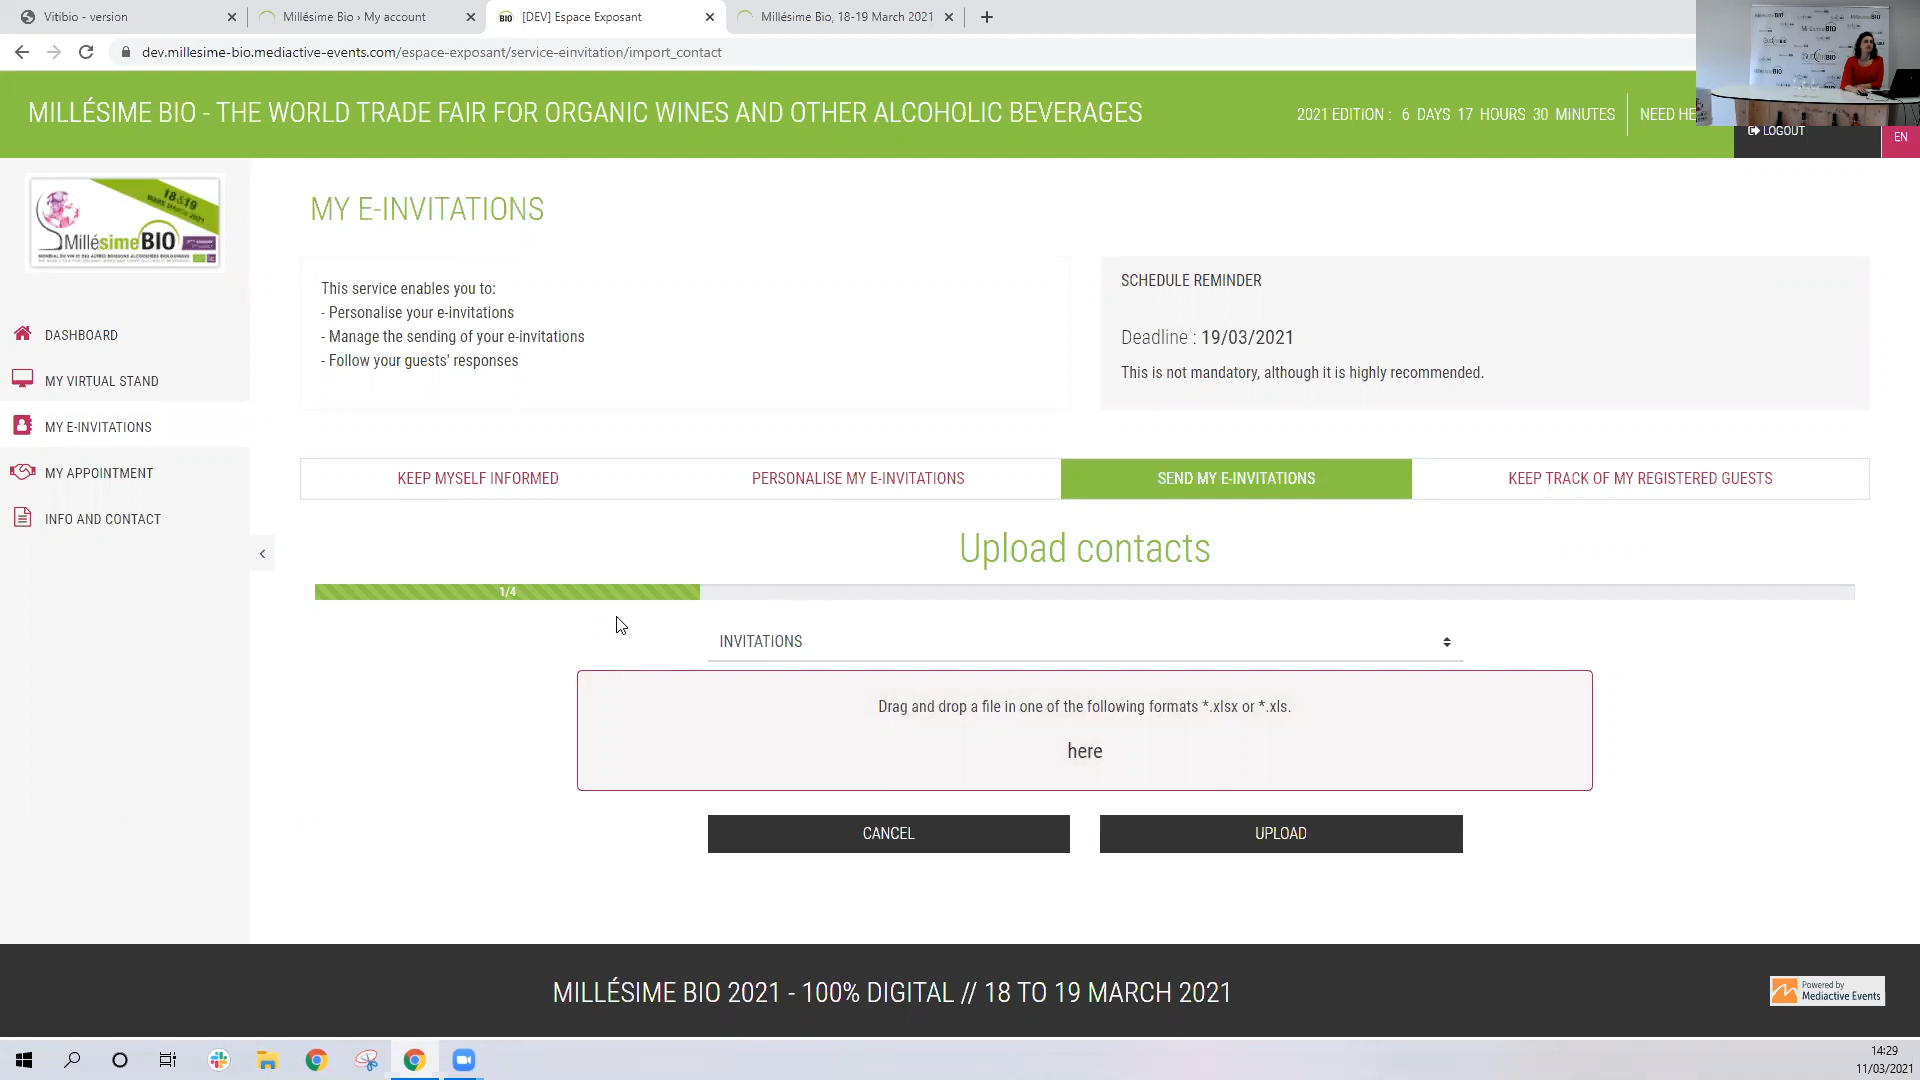 Vitibio - version
Millésime Bio › My account
BIO [DEV] Espace Exposant
Millésime Bio, 18-19 March 2021
dev.millesime-bio.mediactive-events.com/espace-exposant/service-einvitation/import_contact
MILLÉSIME BIO - THE WORLD TRADE FAIR FOR ORGANIC WINES AND OTHER ALCOHOLIC BEVERAGES
2021 EDITION : 6 DAYS 17 HOURS 30 MINUTES
NEED HE
LOGOUT
EN
18&19
MillésimeBIO
DASHBOARD
MY VIRTUAL STAND
MY E-INVITATIONS
MY APPOINTMENT
INFO AND CONTACT
MY E-INVITATIONS
This service enables you to:
- Personalise your e-invitations
- Manage the sending of your e-invitations
- Follow your guests' responses
SCHEDULE REMINDER
Deadline : 19/03/2021
This is not mandatory, although it is highly recommended.
KEEP MYSELF INFORMED
PERSONALISE MY E-INVITATIONS
SEND MY E-INVITATIONS
KEEP TRACK OF MY REGISTERED GUESTS
Upload contacts
1/4
INVITATIONS
Drag and drop a file in one of the following formats *.xlsx or *.xls.
here
CANCEL
UPLOAD
MILLÉSIME BIO 2021 - 100% DIGITAL // 18 TO 19 MARCH 2021
Powered by
Mediactive Events
14:29
11/03/2021